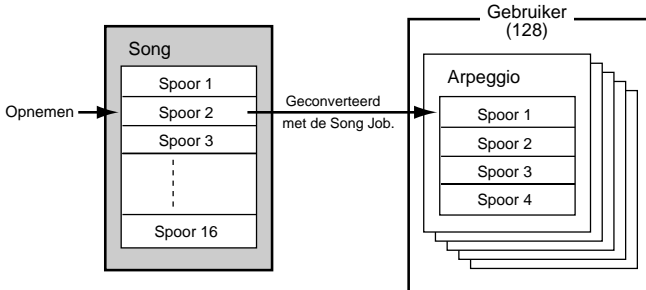 Opnemen
Song
Spoor 1
Spoor 2
Spoor 3
Spoor 16
Geconverteerd
met de Song Job.
Gebruiker
(128)
Arpeggio
Spoor 1
Spoor 2
Spoor 3
Spoor 4